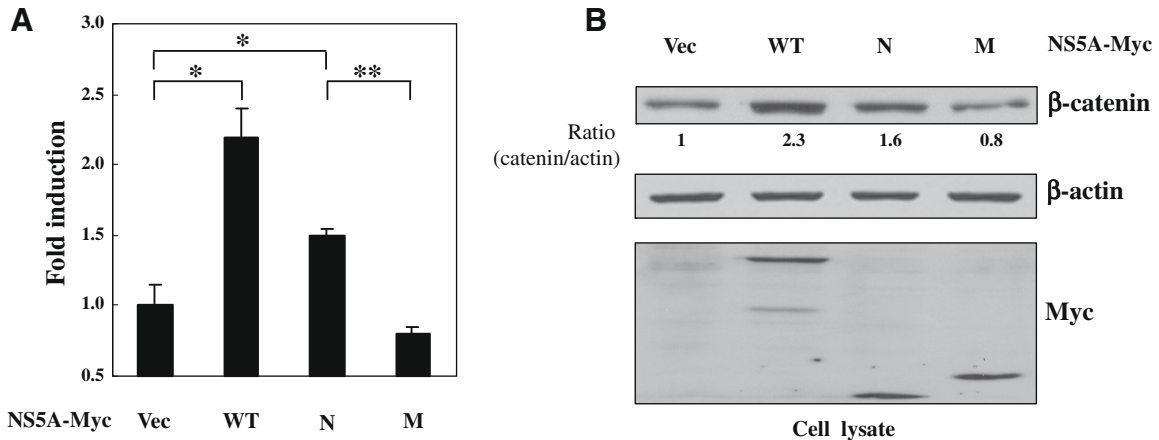 A
3.0
2.5
2.0
1.5
1.0
0.5
Fold induction
*
*
**
NS5A-Myc Vec WT N M
B
Vec WT N M NS5A-Myc
β-catenin
Ratio
(catenin/actin)
1 2.3 1.6 0.8
β-actin
Myc
Cell lysate